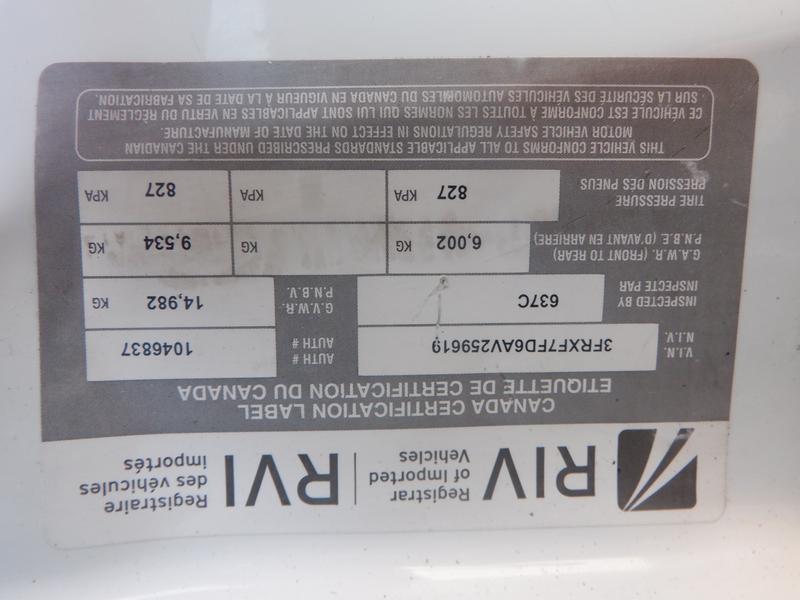 RIV Registrar of Imported Vehicles | RVI Registraire des véhicules importés
CANADA CERTIFICATION LABEL
ETIQUETTE DE CERTIFICATION DU CANADA
V.I.N.
N.I.V.
3FRXF7FD6AV259619
AUTH #
AUTH #
1046837
INSPECTED BY
INSPECTE PAR
637C
G.V.W.R.
P.N.B.V.
14,982 KG
G.A.W.R. (FRONT TO REAR)
P.N.B.E. (D'AVANT EN ARRIÈRE)
6,002 KG
KG
9,534 KG
TIRE PRESSURE
PRESSION DES PNEUS
827 KPA
KPA
827 KPA
THIS VEHICLE CONFORMS TO ALL APPLICABLE STANDARDS PRESCRIBED UNDER THE CANADIAN
MOTOR VEHICLE SAFETY REGULATIONS IN EFFECT ON THE DATE OF MANUFACTURE.
CE VÉHICULE EST CONFORME À TOUTES LES NORMES QUI LUI SONT APPLICABLES EN VERTU DU RÈGLEMENT
SUR LA SÉCURITÉ DES VÉHICULES AUTOMOBILES DU CANADA EN VIGUEUR À LA DATE DE SA FABRICATION.